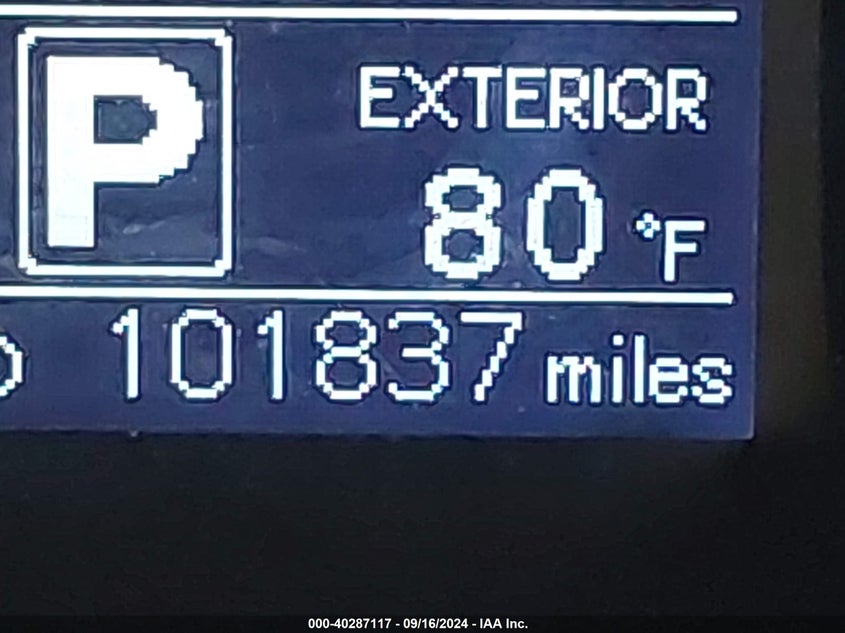 P
EXTERIOR
80 °F
101837 miles
000-40287117 - 09/16/2024 - IAA Inc.